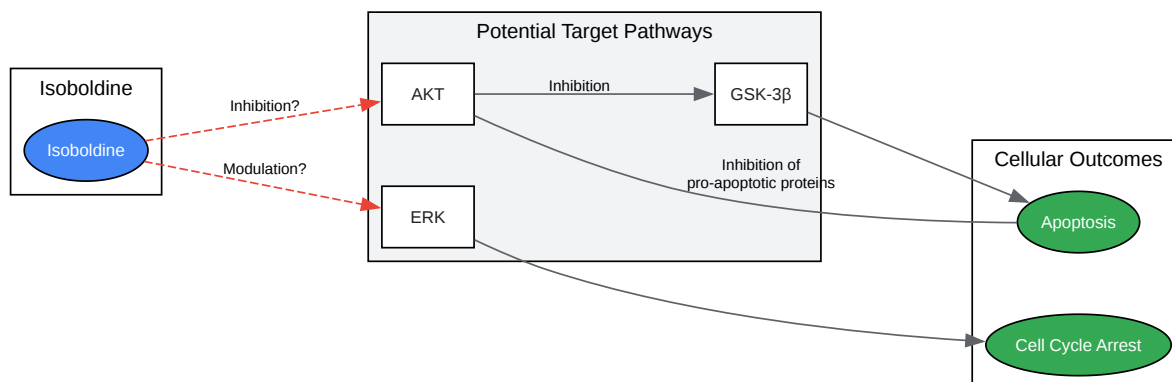 Isoboldine
Isoboldine
Inhibition?
Modulation?
Potential Target Pathways
AKT
Inhibition
GSK-3β
Inhibition of
pro-apoptotic proteins
ERK
Cellular Outcomes
Apoptosis
Cell Cycle Arrest